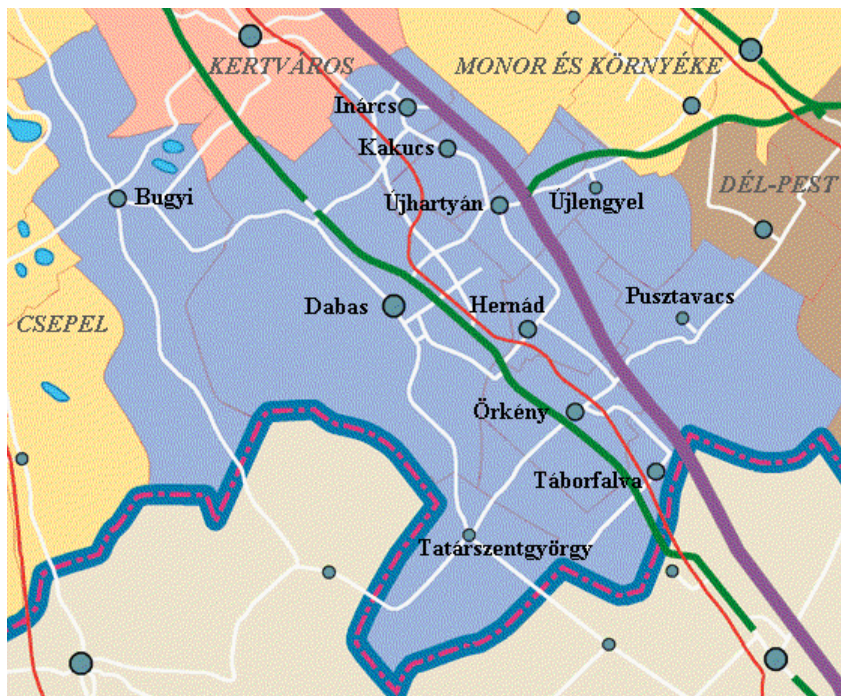 KERTVÁROS
MONOR ÉS KÖRNYÉKE
Inárcs
Kakucs
DÉL-PEST
Bugyi
Újhartyán
Újlengyel
Dabas
Hernád
Pusztavacs
CSEPEL
Örkény
Táborfalva
Tatárszentgyörgy